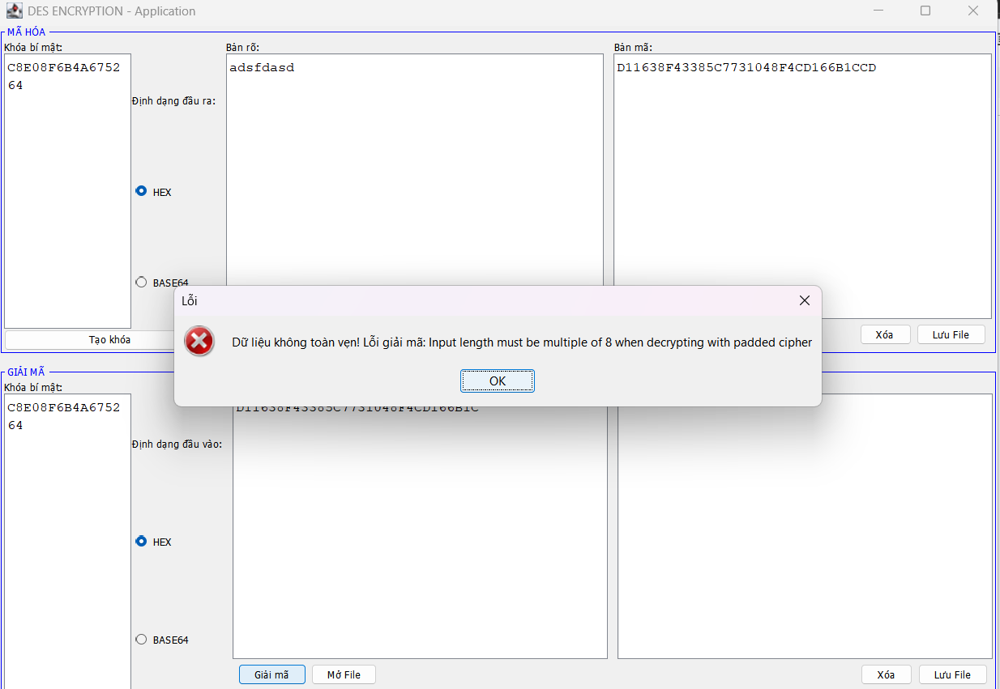 DES ENCRYPTION - Application
MÃ HÓA
Khóa bí mật:
Bản rõ:
Bản mã:
C8E08F6B4A6752
64
adsfdasd
D11638F43385C7731048F4CD166B1CCD
Định dạng đầu ra:
HEX
BASE64
Tạo khóa
Xóa
Lưu File
Lỗi
Dữ liệu không toàn vẹn! Lỗi giải mã: Input length must be multiple of 8 when decrypting with padded cipher
OK
GIẢI MÃ
Khóa bí mật:
C8E08F6B4A6752
64
D11638F43385C7731048F4CD166B1C
Định dạng đầu vào:
HEX
BASE64
Giải mã
Mở File
Xóa
Lưu File